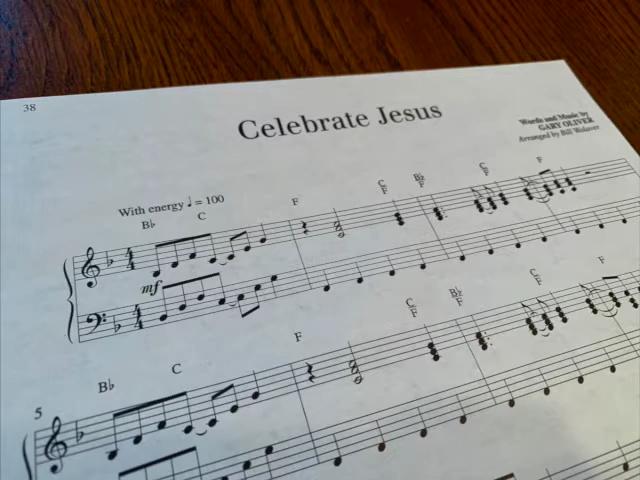 38
Celebrate Jesus
Words and Music by
GARY OLIVER
Arranged by Bill Wolaver
With energy ♩ = 100
B♭ C F C/F B♭/F C/F F
mf
B♭ C F C/F B♭/F C/F F
5